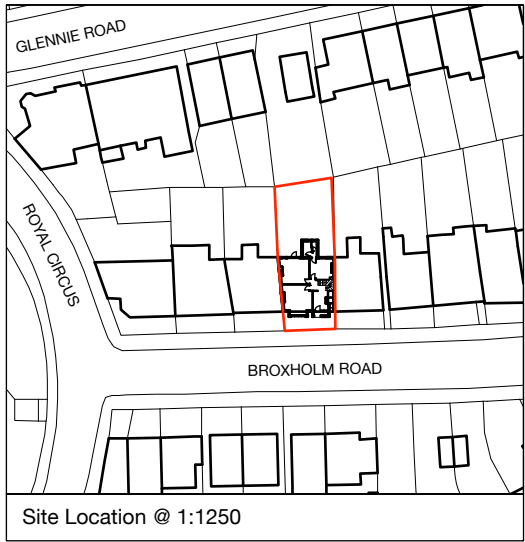 GLENNIE ROAD
ROYAL CIRCUS
BROXHOLM ROAD
Site Location @ 1:1250